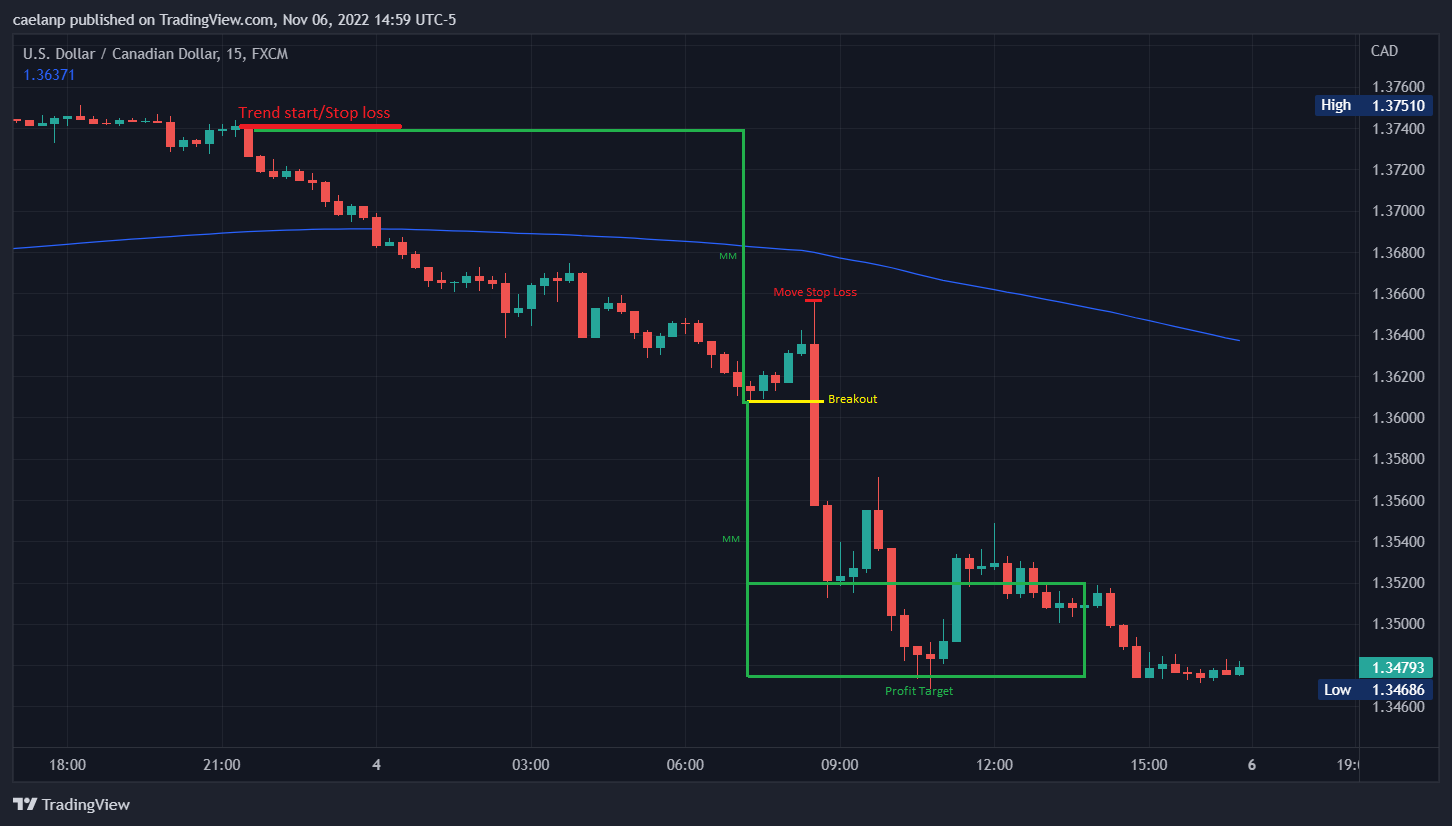 caelanp published on TradingView.com, Nov 06, 2022 14:59 UTC-5
U.S. Dollar / Canadian Dollar, 15, FXCM
1.36371
CAD
1.37600
High 1.37510
Trend start/Stop loss
1.37400
1.37200
1.37000
1.36800
MM
Move Stop Loss
1.36600
1.36400
1.36200
Breakout
1.36000
1.35800
1.35600
MM
1.35400
1.35200
1.35000
1.34793
Profit Target
Low 1.34686
1.34600
18:00 21:00 4 03:00 06:00 09:00 12:00 15:00 6 19:0
TradingView